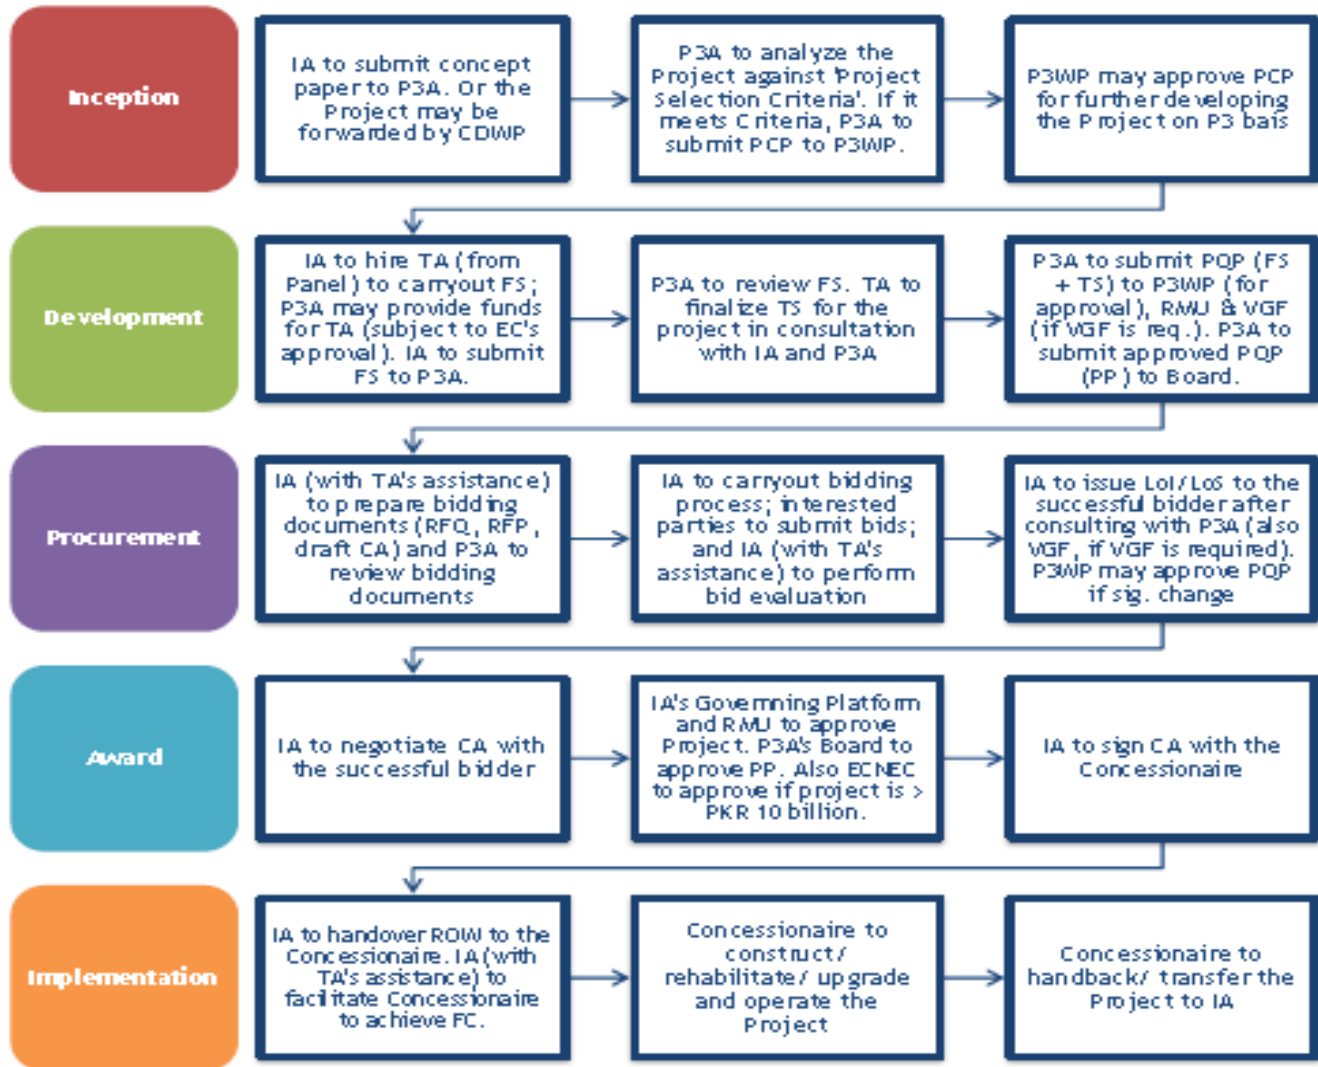 Inception
IA to submit concept
paper to P3A. Or the
Project may be
forwarded by CDWP
P3A to analyze the
Project against 'Project
Selection Criteria'. If it
meets Criteria, P3A to
submit PCP to P3WP.
P3WP may approve PCP
for further developing
the Project on P3 bais
Development
IA to hire TA (from
Panel) to carryout FS;
P3A may provide funds
for TA (subject to EC's
approval). IA to submit
FS to P3A.
P3A to review FS. TA to
finalize TS for the
project in consultation
with IA and P3A
P3A to submit PQP (FS
+ TS) to P3WP (for
approval), RMU & VGF
(if VGF is req.). P3A to
submit approved PQP
(PP) to Board.
Procurement
IA (with TA's assistance)
to prepare bidding
documents (RFQ, RFP,
draft CA) and P3A to
review bidding
documents
IA to carryout bidding
process; interested
parties to submit bids;
and IA (with TA's
assistance) to perform
bid evaluation
IA to issue LoI/LoS to the
successful bidder after
consulting with P3A (also
VGF, if VGF is required).
P3WP may approve PQP
if sig. change
Award
IA to negotiate CA with
the successful bidder
IA's Governning Platform
and RMU to approve
Project. P3A's Board to
approve PP. Also ECNEC
to approve if project is >
PKR 10 billion.
IA to sign CA with the
Concessionaire
Implementation
IA to handover ROW to the
Concessionaire. IA (with
TA's assistance) to
facilitate Concessionaire
to achieve FC.
Concessionaire to
construct/
rehabilitate/ upgrade
and operate the
Project
Concessionaire to
handback/ transfer the
Project to IA